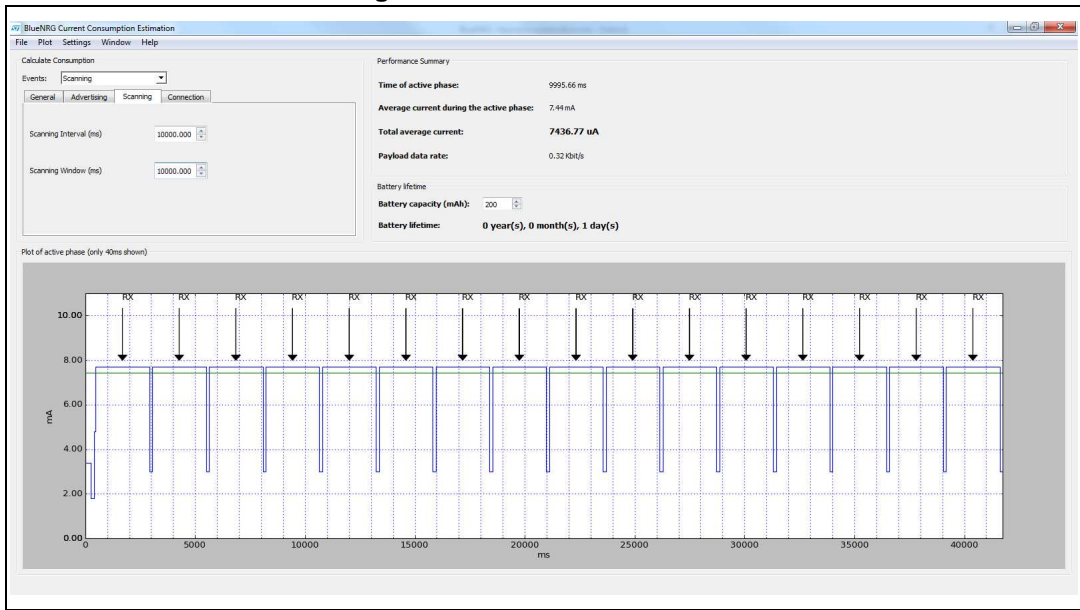 BlueNRG Current Consumption Estimation
File Plot Settings Window Help
Calculate Consumption
Events: Scanning
General Advertising Scanning Connection
Scanning Interval (ms) 10000.000
Scanning Window (ms) 10000.000
Performance Summary
Time of active phase: 9995.66 ms
Average current during the active phase: 7.44 mA
Total average current: 7436.77 uA
Payload data rate: 0.32 Kbit/s
Battery lifetime
Battery capacity (mAh): 200
Battery lifetime: 0 year(s), 0 month(s), 1 day(s)
Plot of active phase (only 40ms shown)
RX RX RX RX RX RX RX RX RX RX RX RX RX RX RX RX
10.00
8.00
6.00
mA
4.00
2.00
0.00
0 5000 10000 15000 20000 25000 30000 35000 40000
ms